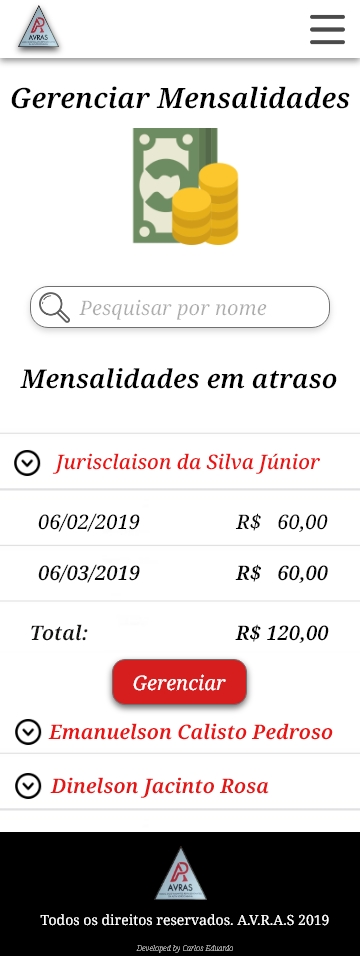 AVRAS
Gerenciar Mensalidades
Pesquisar por nome
Mensalidades em atraso
Jurisclaison da Silva Júnior
06/02/2019 R$ 60,00
06/03/2019 R$ 60,00
Total: R$ 120,00
Gerenciar
Emanuelson Calisto Pedroso
Dinelson Jacinto Rosa
AVRAS
Todos os direitos reservados. A.V.R.A.S 2019
Developed by Carlos Eduardo